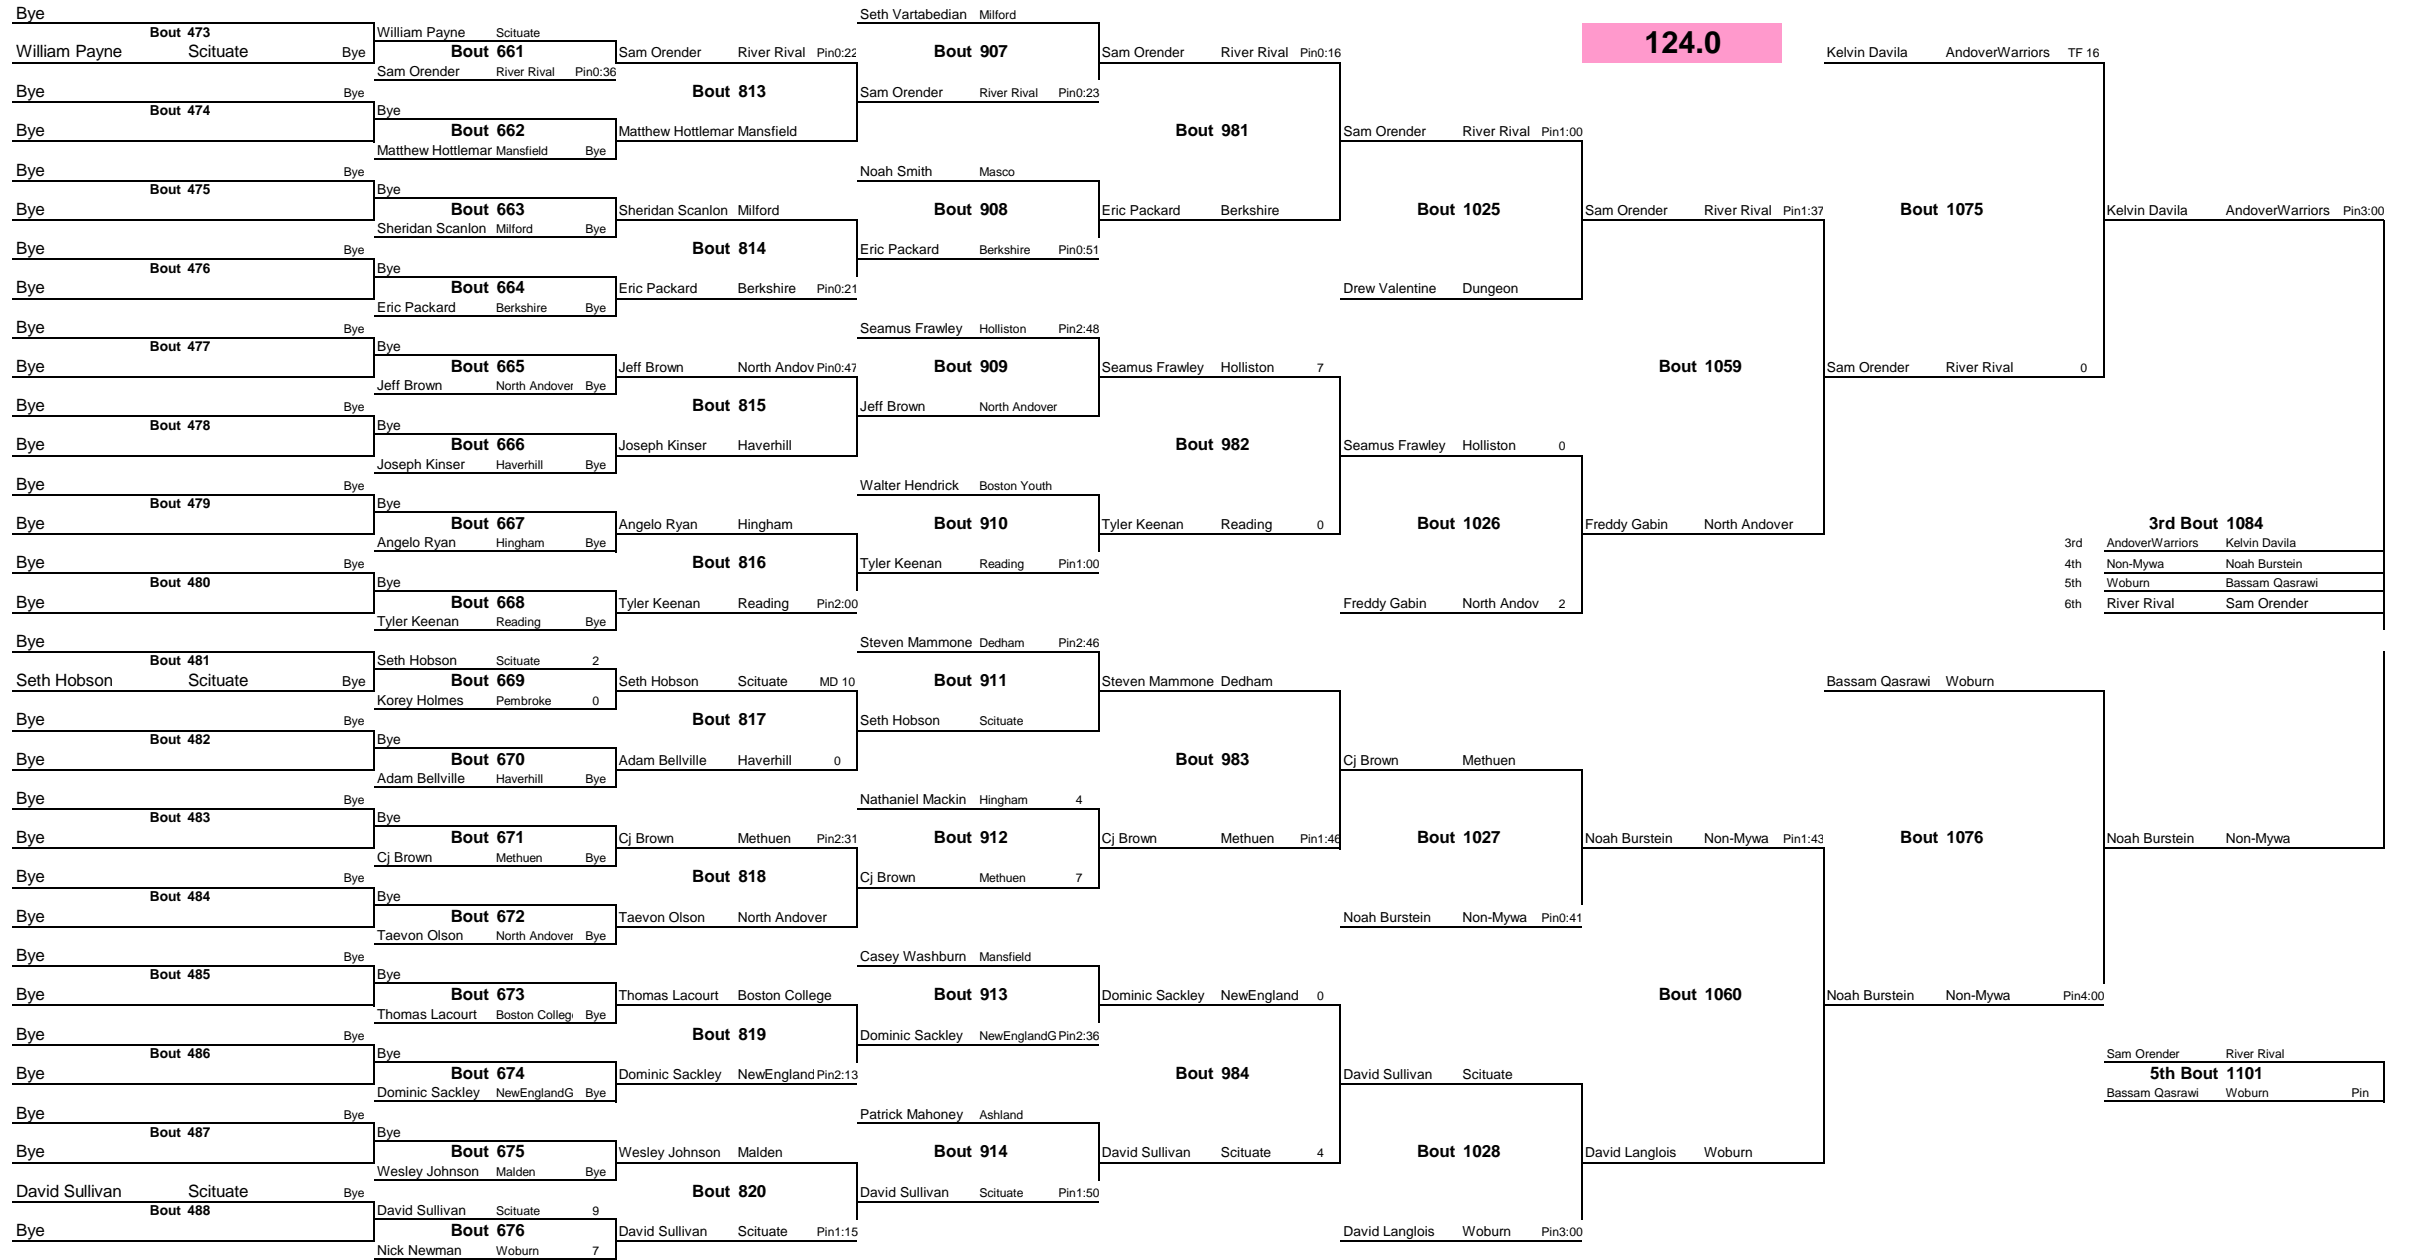 Bye
Bout 473
William Payne Scituate Bye
Bye Bye
Bout 474
Bye
Bye Bye
Bout 475
Bye
Bye Bye
Bout 476
Bye
Bye Bye
Bout 477
Bye
Bye Bye
Bout 478
Bye
Bye Bye
Bout 479
Bye
Bye Bye
Bout 480
Bye
Bye
Bout 481
Seth Hobson Scituate Bye
Bye Bye
Bout 482
Bye
Bye Bye
Bout 483
Bye
Bye Bye
Bout 484
Bye
Bye Bye
Bout 485
Bye
Bye Bye
Bout 486
Bye
Bye Bye
Bout 487
Bye
David Sullivan Scituate Bye
Bout 488
Bye
William Payne Scituate
Bout 661
Sam Orender River Rival Pin0:36
Bye
Bout 662
Matthew Hottlemar Mansfield Bye
Bye
Bout 663
Sheridan Scanlon Milford Bye
Bye
Bout 664
Eric Packard Berkshire Bye
Bye
Bout 665
Jeff Brown North Andover Bye
Bye
Bout 666
Joseph Kinser Haverhill Bye
Bye
Bout 667
Angelo Ryan Hingham Bye
Bye
Bout 668
Tyler Keenan Reading Bye
Seth Hobson Scituate 2
Bout 669
Korey Holmes Pembroke 0
Bye
Bout 670
Adam Bellville Haverhill Bye
Bye
Bout 671
Cj Brown Methuen Bye
Bye
Bout 672
Taevon Olson North Andover Bye
Bye
Bout 673
Thomas Lacourt Boston Colleg Bye
Bye
Bout 674
Dominic Sackley NewEnglandG Bye
Bye
Bout 675
Wesley Johnson Malden Bye
David Sullivan Scituate 9
Bout 676
Nick Newman Woburn 7
Sam Orender River Rival Pin0:22
Bout 813
Matthew Hottlemar Mansfield
Sheridan Scanlon Milford
Bout 814
Eric Packard Berkshire Pin0:21
Jeff Brown North Andov Pin0:47
Bout 815
Joseph Kinser Haverhill
Angelo Ryan Hingham
Bout 816
Tyler Keenan Reading Pin2:00
Seth Hobson Scituate MD 10
Bout 817
Adam Bellville Haverhill 0
Cj Brown Methuen Pin2:31
Bout 818
Taevon Olson North Andover
Thomas Lacourt Boston College
Bout 819
Dominic Sackley NewEngland Pin2:13
Wesley Johnson Malden
Bout 820
David Sullivan Scituate Pin1:15
Seth Vartabedian Milford
Bout 907
Sam Orender River Rival Pin0:23
Noah Smith Masco
Bout 908
Eric Packard Berkshire Pin0:51
Seamus Frawley Holliston Pin2:48
Bout 909
Jeff Brown North Andover
Walter Hendrick Boston Youth
Bout 910
Tyler Keenan Reading Pin1:00
Steven Mammone Dedham Pin2:46
Bout 911
Seth Hobson Scituate
Nathaniel Mackin Hingham 4
Bout 912
Cj Brown Methuen 7
Casey Washburn Mansfield
Bout 913
Dominic Sackley NewEnglandG Pin2:36
Patrick Mahoney Ashland
Bout 914
David Sullivan Scituate Pin1:50
Sam Orender River Rival Pin0:16
Bout 981
Eric Packard Berkshire
Seamus Frawley Holliston 7
Bout 982
Tyler Keenan Reading 0
Steven Mammone Dedham
Bout 983
Cj Brown Methuen Pin1:46
Dominic Sackley NewEngland 0
Bout 984
David Sullivan Scituate 4
Sam Orender River Rival Pin1:00
Bout 1025
Drew Valentine Dungeon
Seamus Frawley Holliston 0
Bout 1026
Freddy Gabin North Andov 2
Cj Brown Methuen
Bout 1027
Noah Burstein Non-Mywa Pin0:41
David Sullivan Scituate
Bout 1028
David Langlois Woburn Pin3:00
124.0
Sam Orender River Rival Pin1:37
Bout 1059
Freddy Gabin North Andover
Noah Burstein Non-Mywa Pin1:43
Bout 1060
David Langlois Woburn
Kelvin Davila AndoverWarriors TF 16
Bout 1075
Sam Orender River Rival 0
Bassam Qasrawi Woburn
Bout 1076
Noah Burstein Non-Mywa Pin4:00
Kelvin Davila AndoverWarriors Pin3:00
3rd Bout 1084
3rd AndoverWarriors Kelvin Davila
4th Non-Mywa Noah Burstein
5th Woburn Bassam Qasrawi
6th River Rival Sam Orender
Noah Burstein Non-Mywa
Sam Orender River Rival
5th Bout 1101
Bassam Qasrawi Woburn Pin